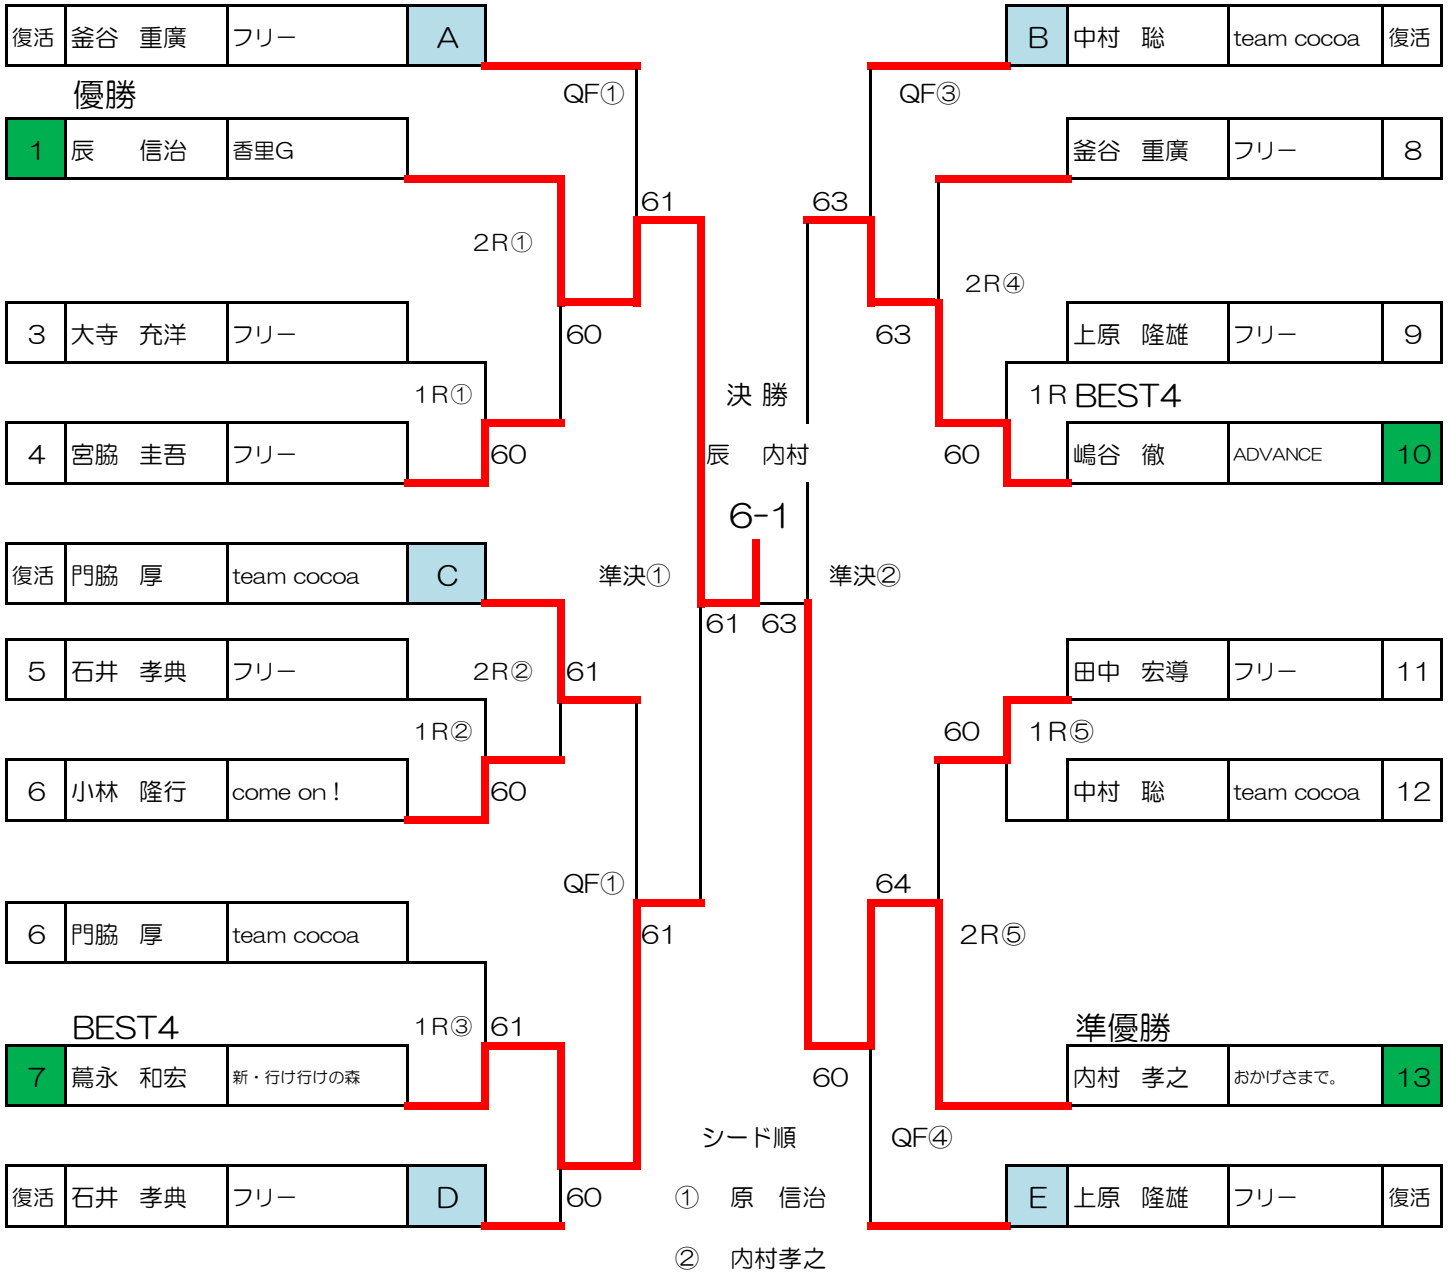 復活 釜谷 重廣 フリー A
B 中村 聡 team cocoa 復活
優勝
QF①
QF③
1 辰 信治 香里G
釜谷 重廣 フリー 8
61
63
2R①
2R④
3 大寺 充洋 フリー
60
63
上原 隆雄 フリー 9
1R①
決 勝
1R BEST4
4 宮脇 圭吾 フリー
60
辰 内村
60
嶋谷 徹 ADVANCE 10
6-1
復活 門脇 厚 team cocoa C
準決①
準決②
61 63
5 石井 孝典 フリー
2R② 61
田中 宏導 フリー 11
1R②
60 1R⑤
6 小林 隆行 come on！
60
中村 聡 team cocoa 12
QF①
64
6 門脇 厚 team cocoa
61
2R⑤
BEST4
1R③ 61
準優勝
7 蔦永 和宏 新・行け行けの森
60
内村 孝之 おかげさまで。 13
シード順
QF④
復活 石井 孝典 フリー D
60
① 原 信治
E 上原 隆雄 フリー 復活
② 内村孝之